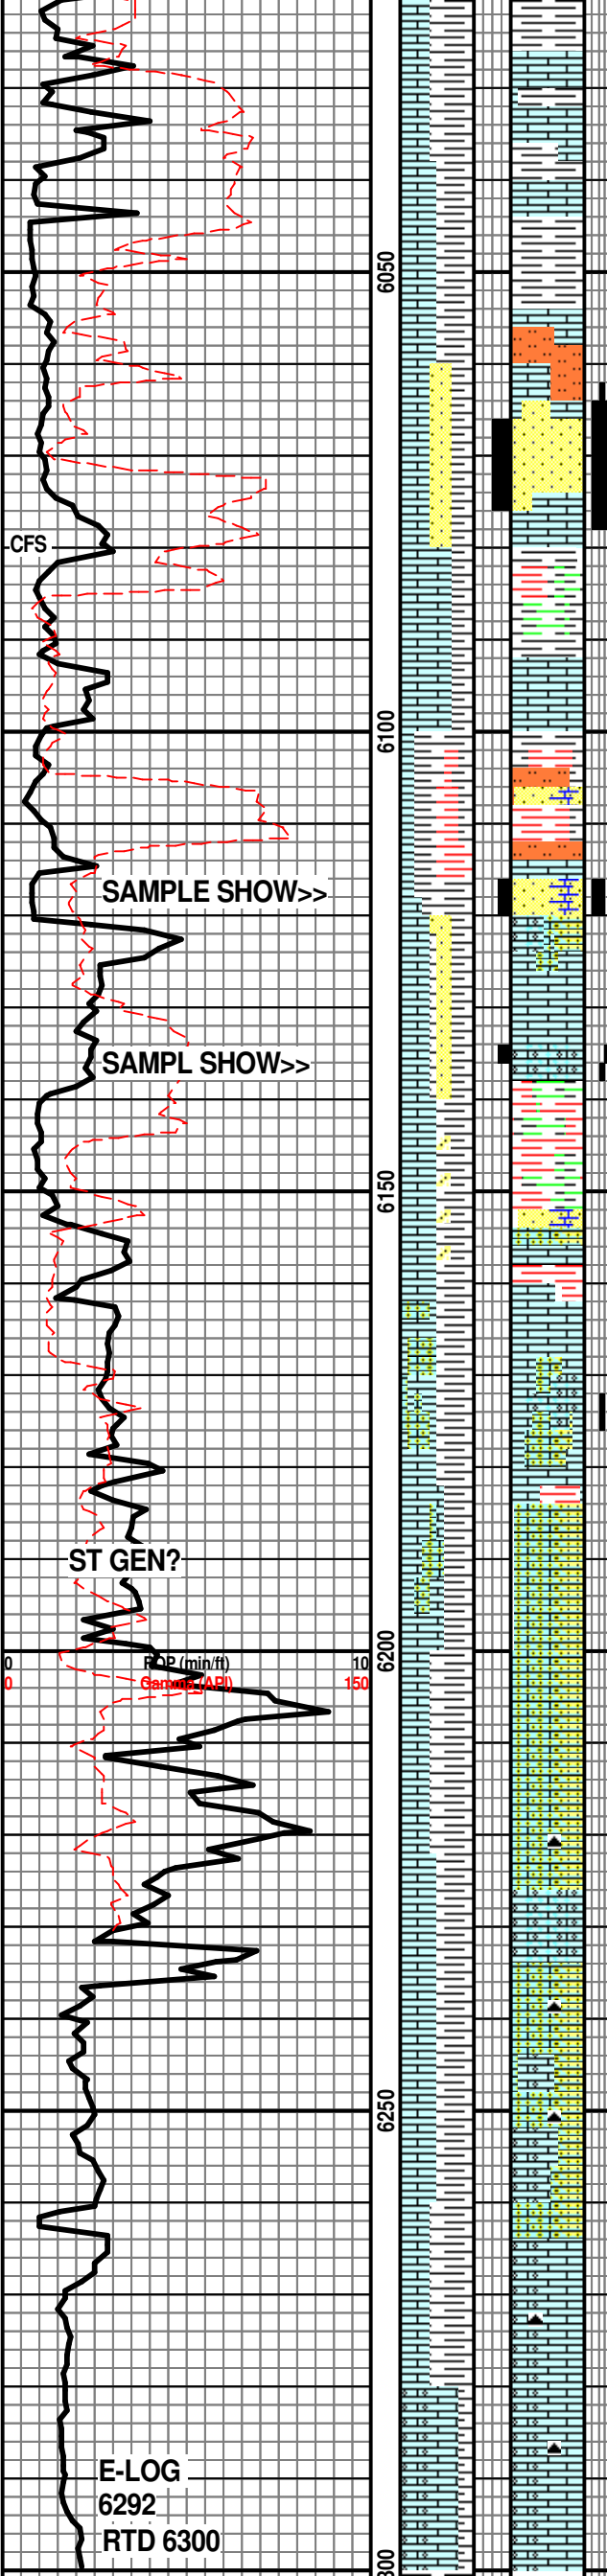 6050
CFS
6100
SAMPLE SHOW>>
SAMPL SHOW>>
6150
ST GEN?
6200
0 ROP (min/ft) 10
0 Gamma (API) 150
6250
E-LOG
6292
RTD 6300